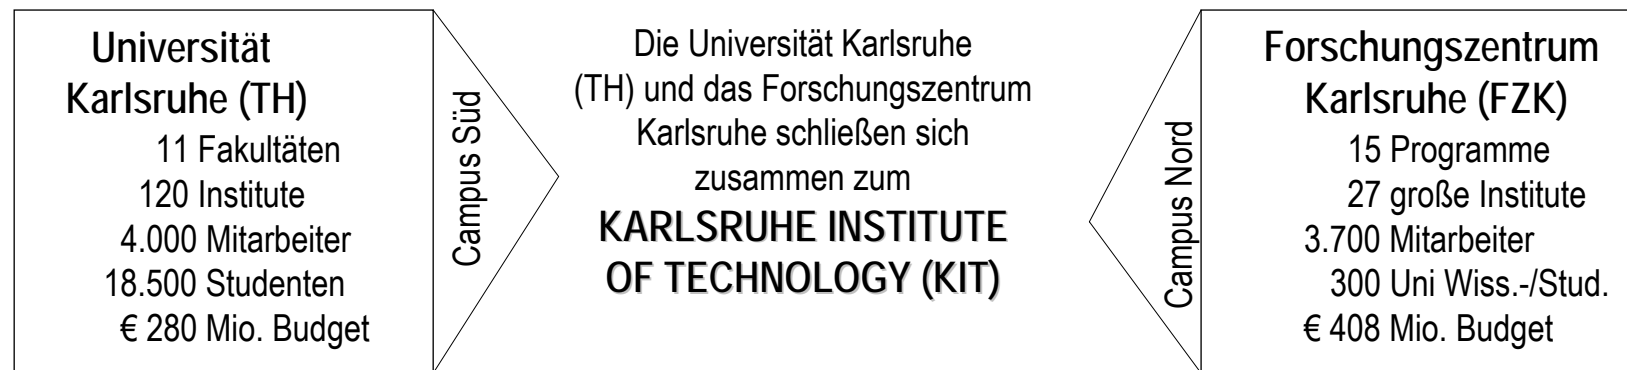 Universität
Karlsruhe (TH)
11 Fakultäten
120 Institute
4.000 Mitarbeiter
18.500 Studenten
€ 280 Mio. Budget
Campus Süd
Die Universität Karlsruhe
(TH) und das Forschungszentrum
Karlsruhe schließen sich
zusammen zum
KARLSRUHE INSTITUTE
OF TECHNOLOGY (KIT)
Campus Nord
Forschungszentrum
Karlsruhe (FZK)
15 Programme
27 große Institute
3.700 Mitarbeiter
300 Uni Wiss.-/Stud.
€ 408 Mio. Budget